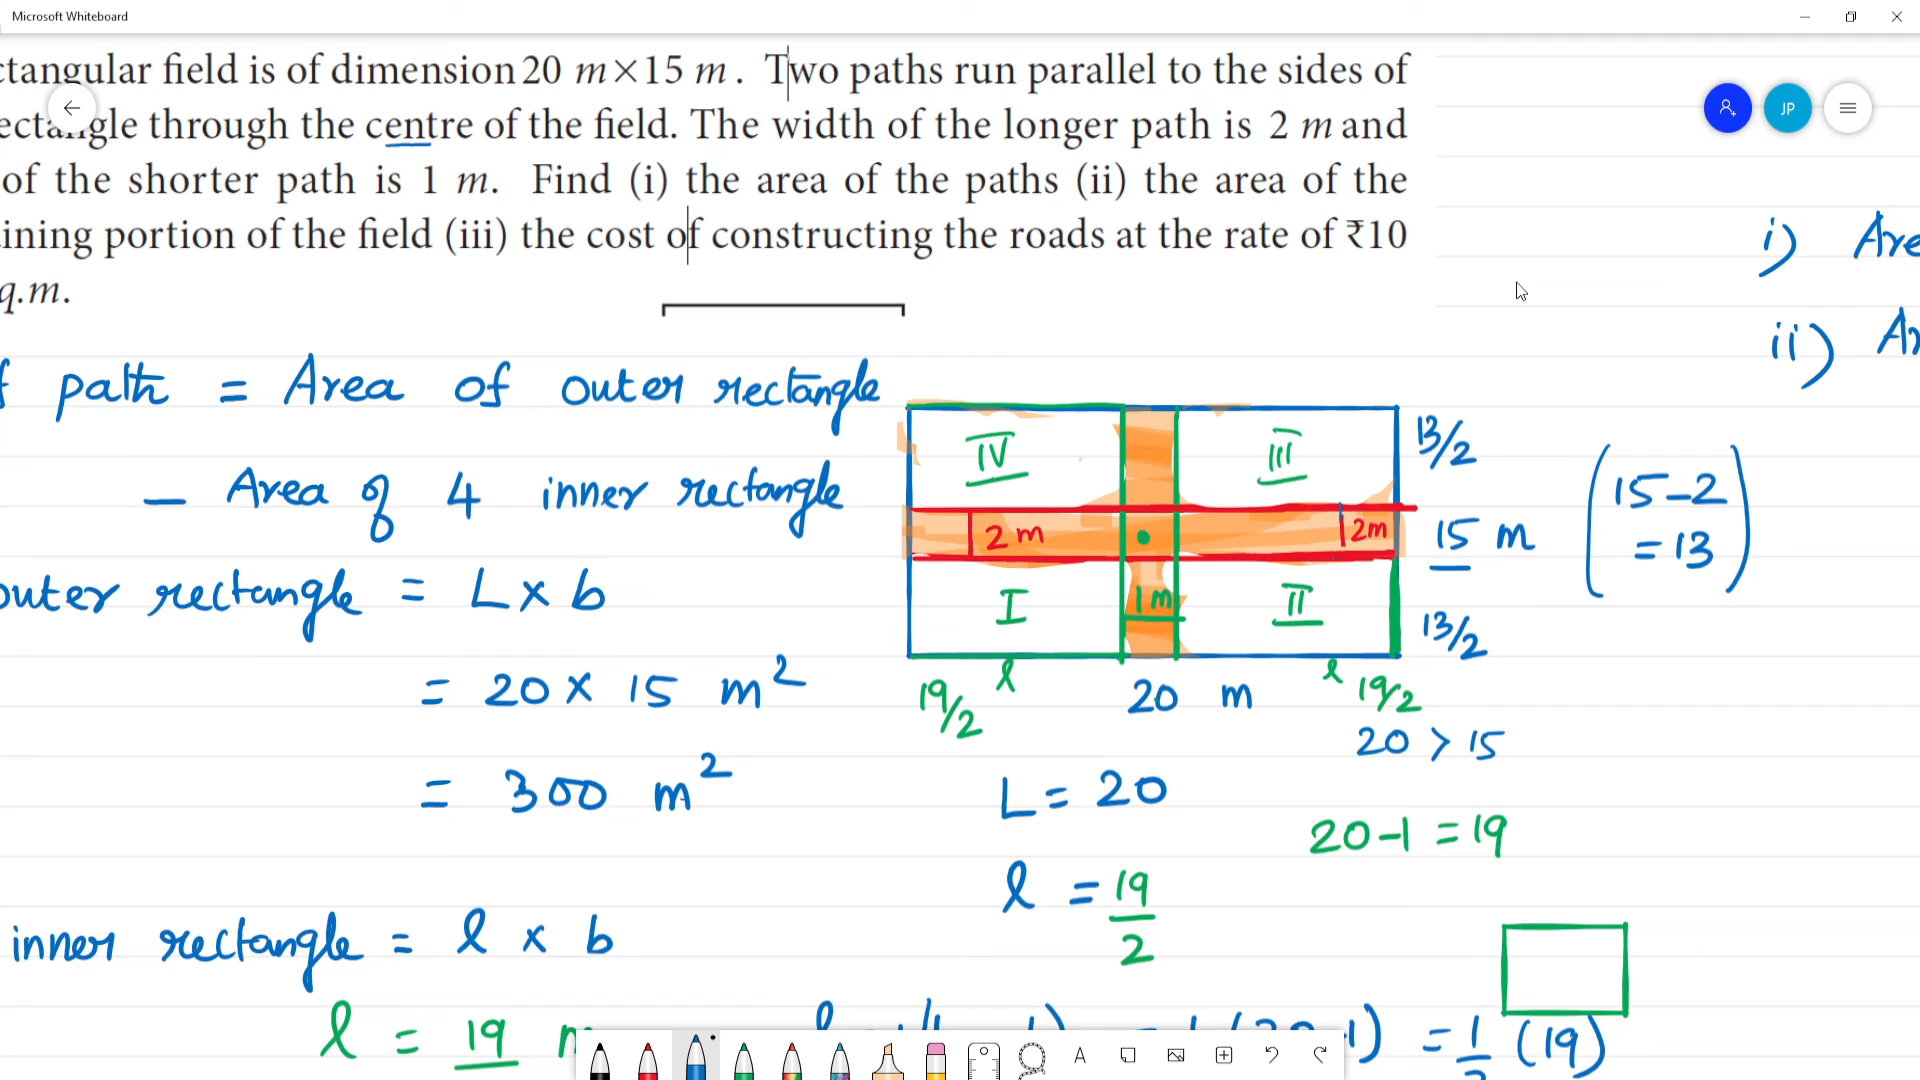 Microsoft Whiteboard
ctangular field is of dimension 20 m×15 m. Two paths run parallel to the sides of
ectangle through the centre of the field. The width of the longer path is 2 m and
of the shorter path is 1 m. Find (i) the area of the paths (ii) the area of the
ining portion of the field (iii) the cost of constructing the roads at the rate of ₹10
q.m.
JP
i) Are
ii) Ar
f path = Area of outer rectangle
- Area of 4 inner rectangle
outer rectangle = L x b
= 20 x 15 m²
= 300 m²
IV III 13/2
2 m 2m 15 m (15-2 = 13)
I 1 m II 13/2
19/2 l 20 m l 19/2
20 > 15
L = 20
20-1 = 19
l = 19/2
inner rectangle = l x b
l = 19
-1) = 1 (19)
A